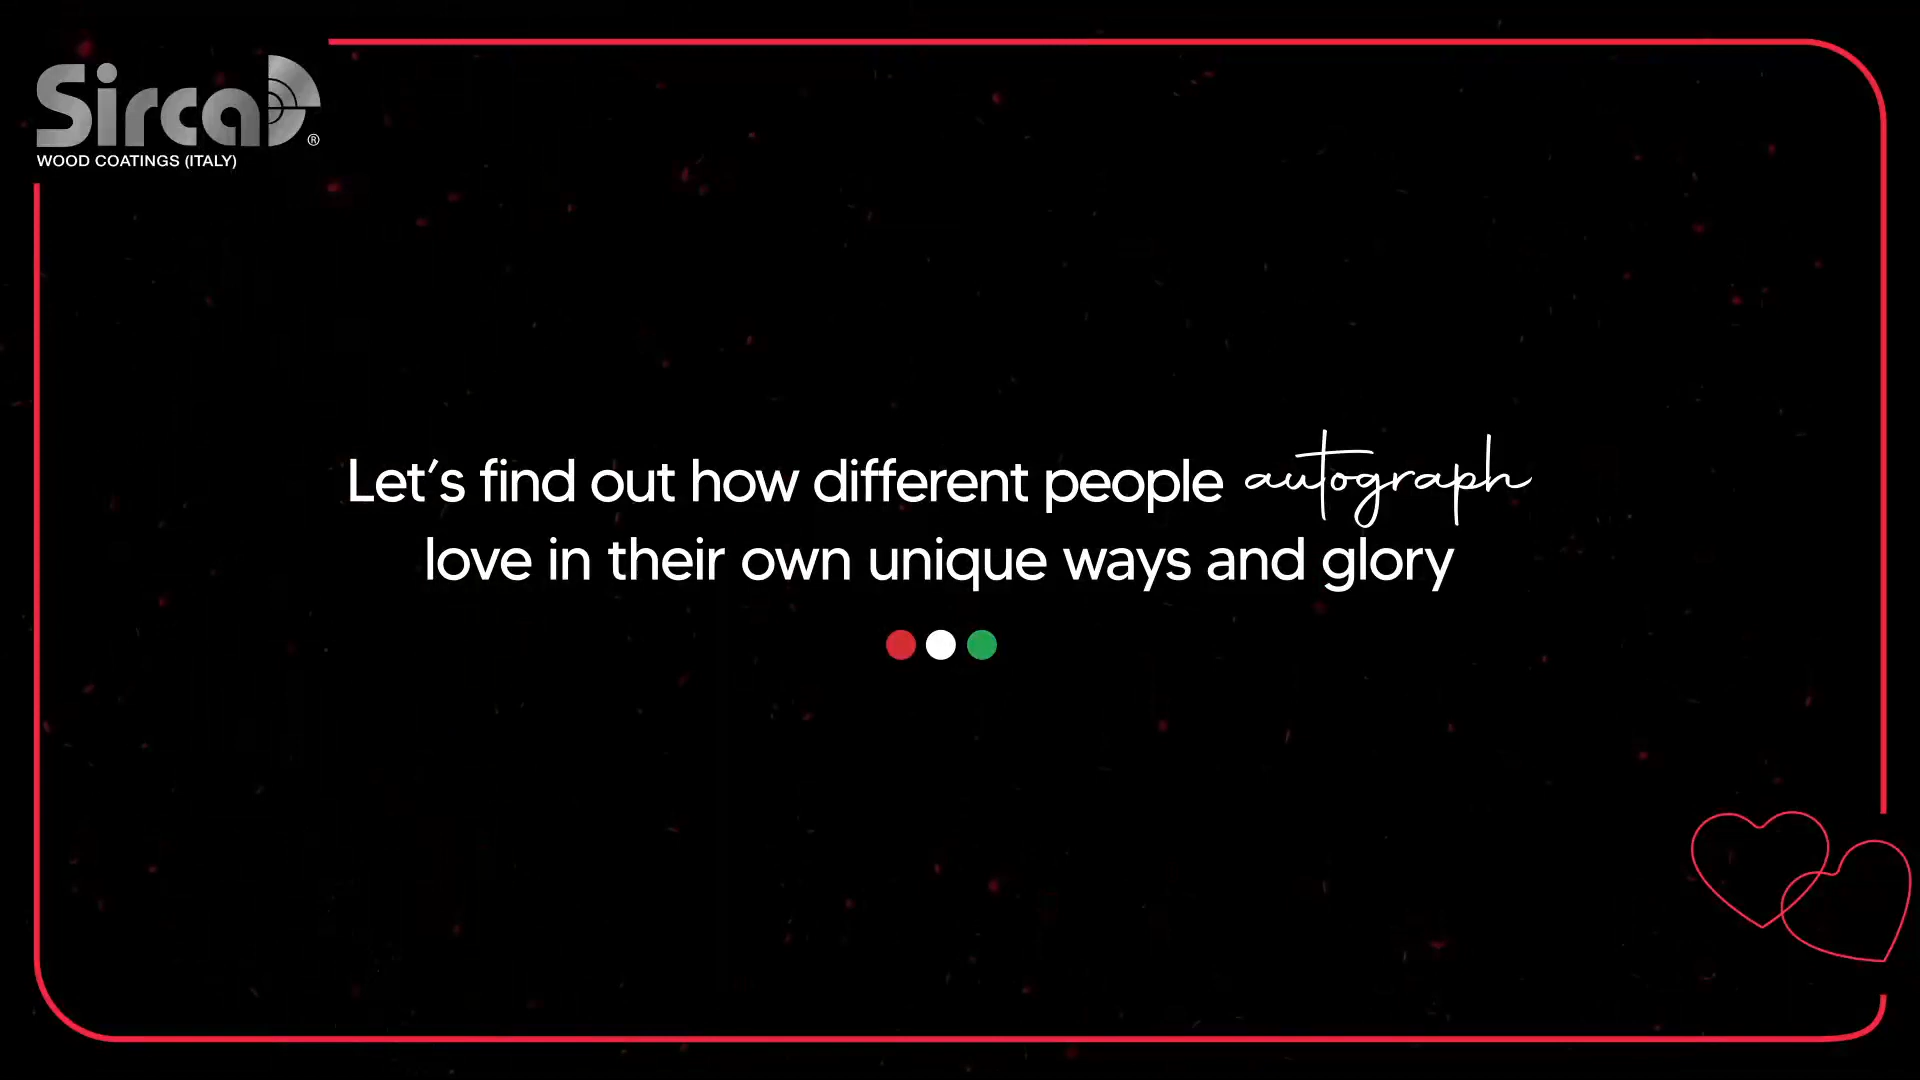 Sirca®
WOOD COATINGS (ITALY)
Let's find out how different people autograph
love in their own unique ways and glory